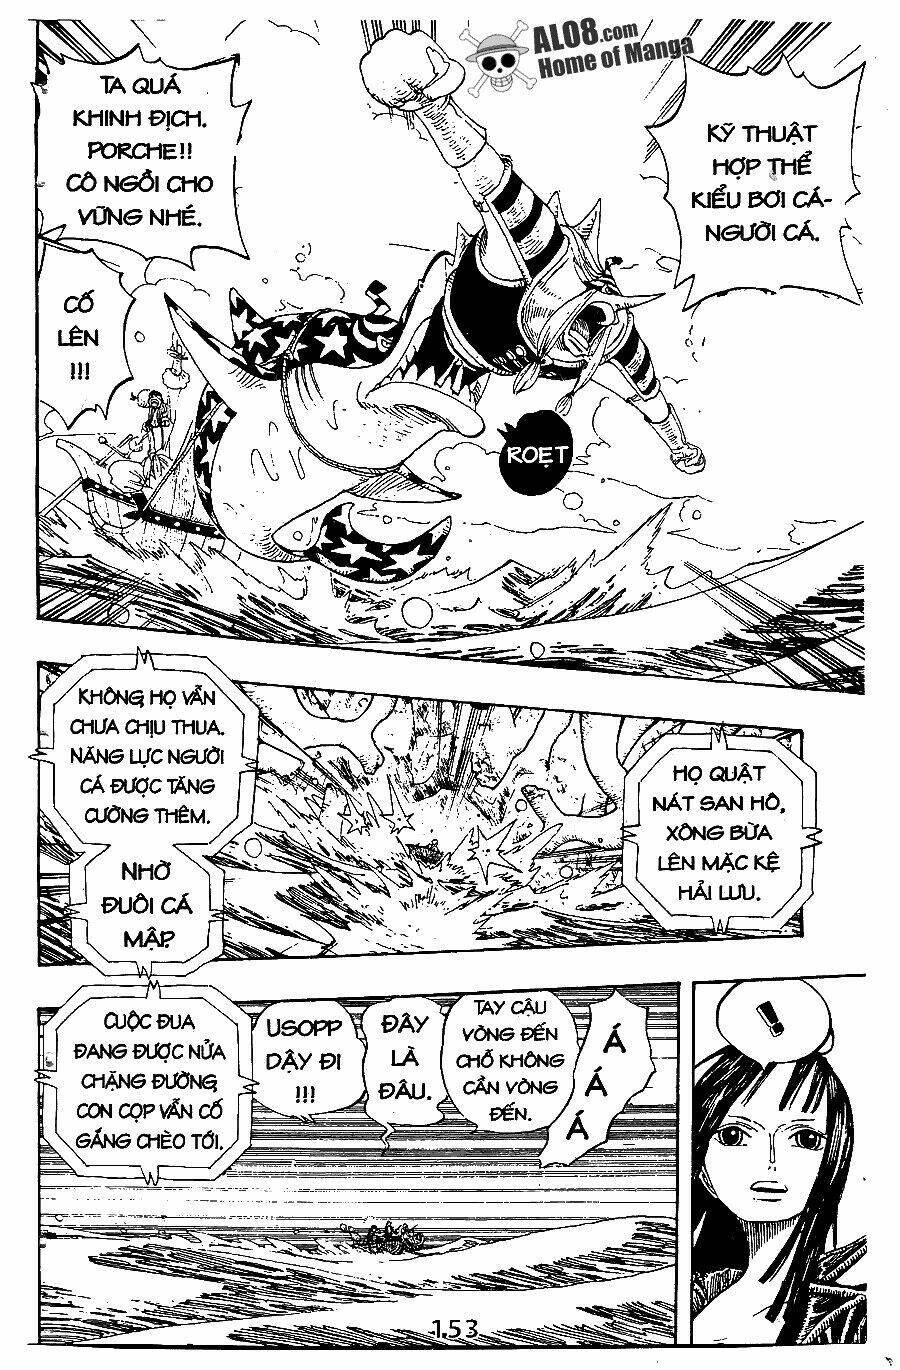 AL08.com
Home of Manga
KỸ THUẬT
HỢP THỂ
KIỂU BƠI CÁ-
NGƯỜI CÁ.
TA QUÁ
KHINH ĐỊCH.
PORCHE!!
CÔ NGỒI CHO
VỮNG NHÉ.
CỐ
LÊN
!!!
ROẸT
HỌ QUẬT
NÁT SAN HÔ,
XÔNG BỪA
LÊN MẶC KỆ
HẢI LƯU.
KHÔNG, HỌ VẪN
CHƯA CHỊU THUA.
NĂNG LỰC NGƯỜI
CÁ ĐƯỢC TĂNG
CƯỜNG THÊM.
NHỜ
ĐUÔI CÁ
MẬP.
!
Á
Á
Á
TAY CẬU
VÒNG ĐẾN
CHỖ KHÔNG
CẦN VÒNG
ĐẾN.
ĐÂY
LÀ
ĐÂU.
USOPP
DẬY ĐI
!!!
CUỘC ĐUA
ĐANG ĐƯỢC NỬA
CHẶNG ĐƯỜNG,
CON CỌP VẪN CỐ
GẮNG CHÈO TỚI.
153